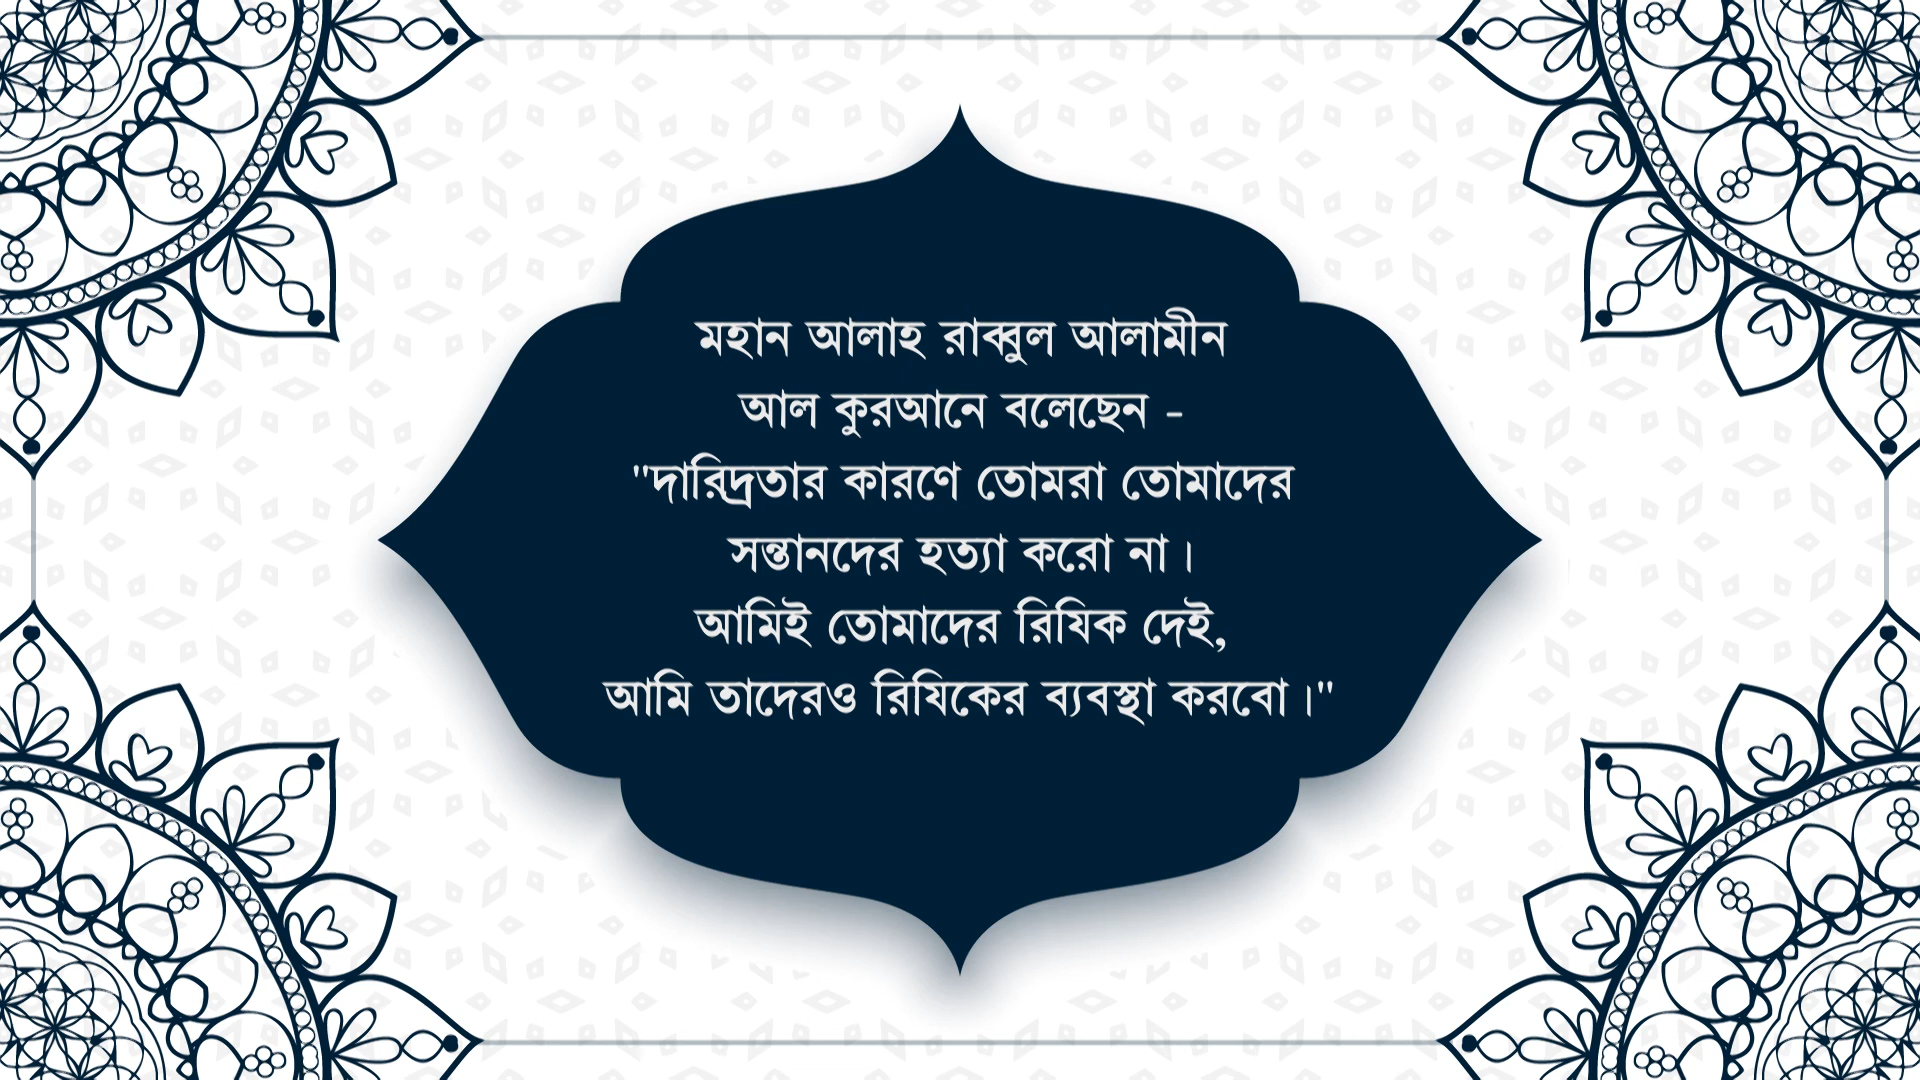 মহান আলাহ রাব্বুল আলামীন
আল কুরআনে বলেছেন -
"দারিদ্রতার কারণে তোমরা তোমাদের
সন্তানদের হত্যা করো না।
আমিই তোমাদের রিযিক দেই,
আমি তাদেরও রিযিকের ব্যবস্থা করবো।"